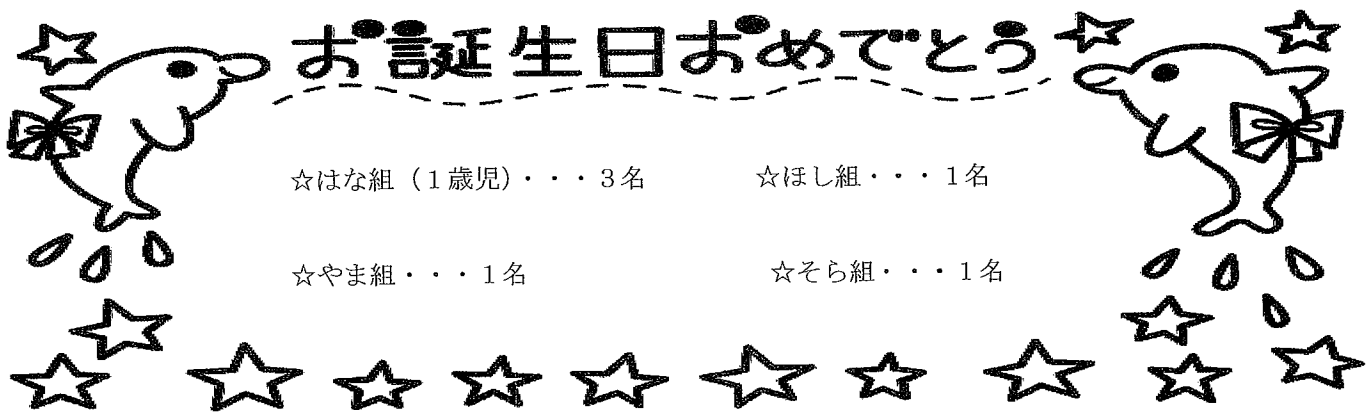 お誕生日おめでとう
☆はな組（１歳児）・・・３名
☆ほし組・・・１名
☆やま組・・・１名
☆そら組・・・１名